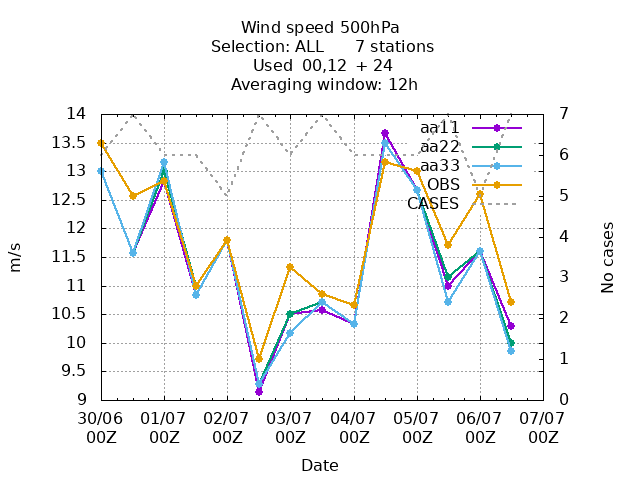 Wind speed 500hPa
Selection: ALL 7 stations
Used 00,12 + 24
Averaging window: 12h
14 7
13.5 aa11
aa22
13 6
aa33
12.5 OBS 5
CASES
12 4
11.5
11 3
10.5 2
10 1
9.5
9 0
m/s
No cases
30/06 01/07 02/07 03/07 04/07 05/07 06/07 07/07
00Z 00Z 00Z 00Z 00Z 00Z 00Z 00Z
Date